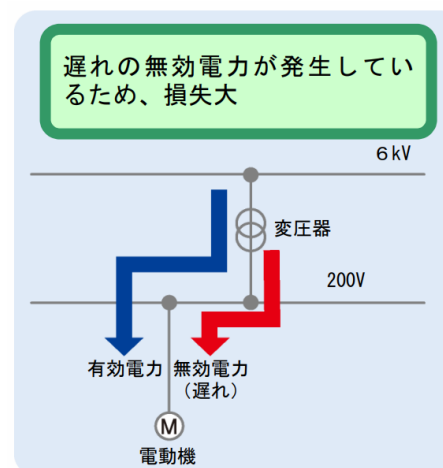 遅れの無効電力が発生してい
るため、損失大
6kV
変圧器
200V
有効電力 無効電力
（遅れ）
M
電動機